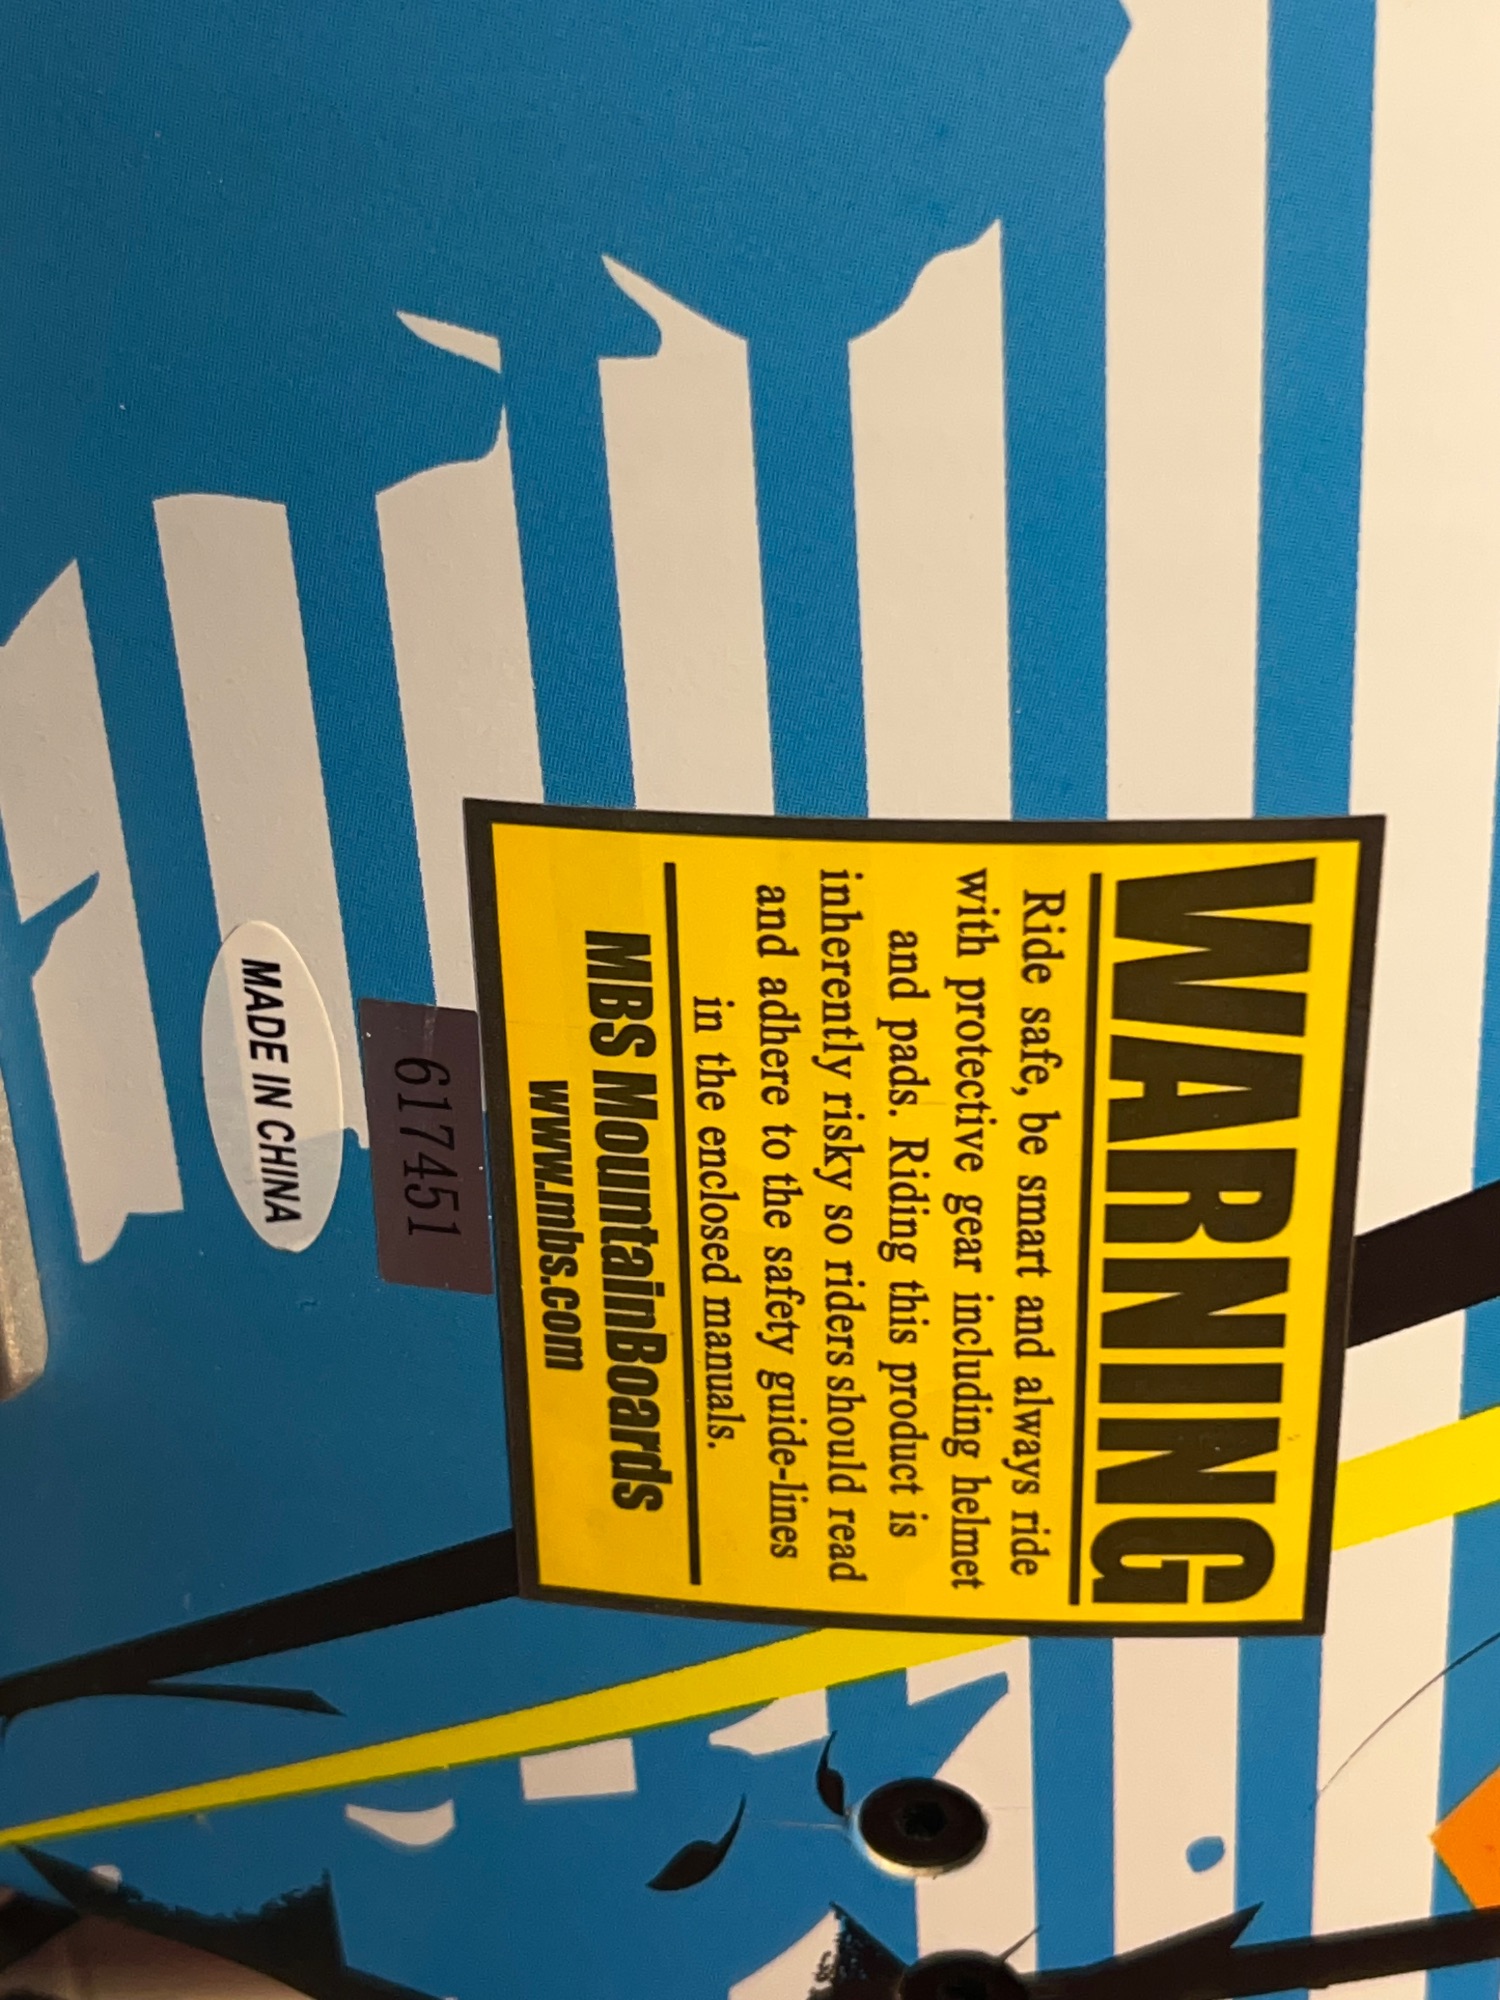 WARNING
Ride safe, be smart and always ride
with protective gear including helmet
and pads. Riding this product is
inherently risky so riders should read
and adhere to the safety guide-lines
in the enclosed manuals.
MBS MountainBoards
www.mbs.com
617451
MADE IN CHINA